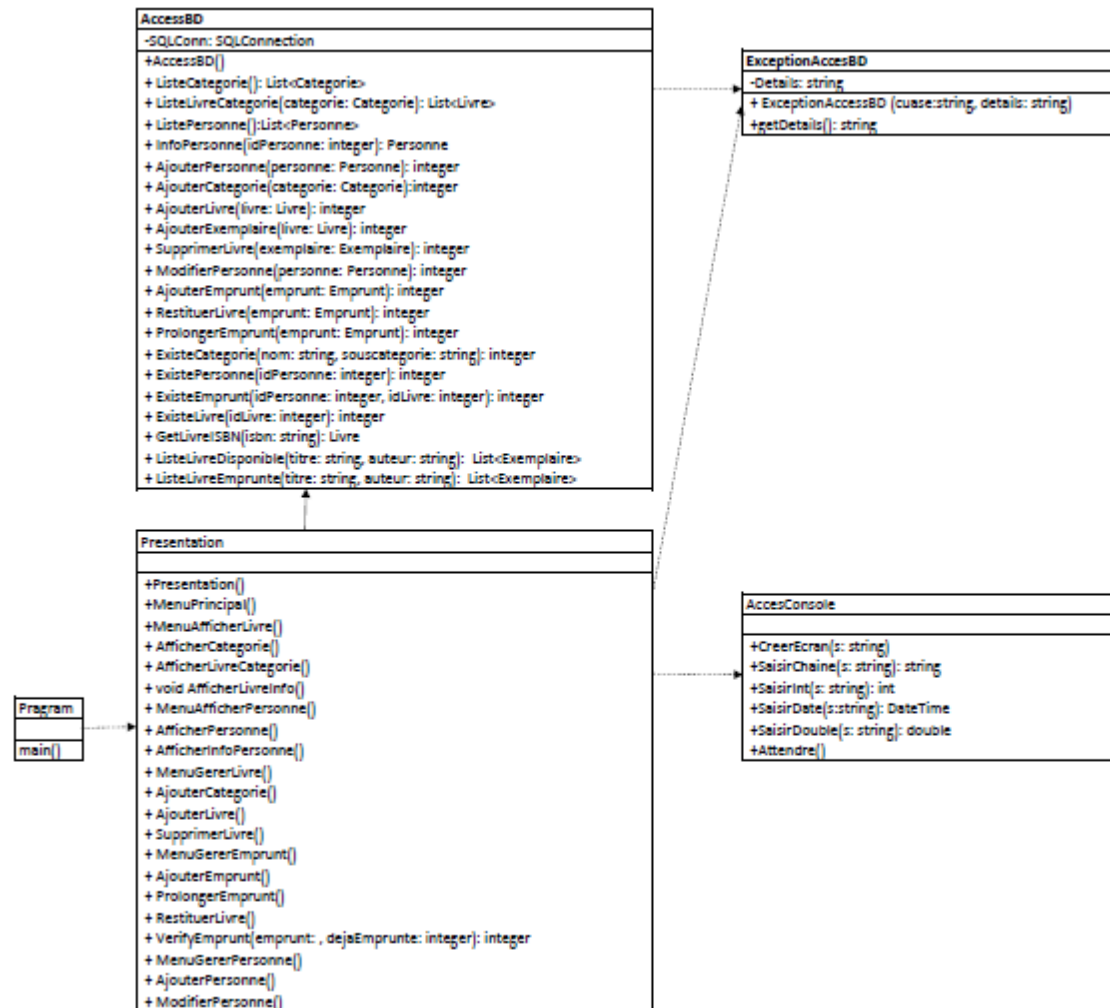 AccessBD
-SQLConn: SQLConnection
+AccessBD()
+ ListeCategorie(): List<Categorie>
+ ListeLivreCategorie(categorie: Categorie): List<Livre>
+ ListePersonne():List<Personne>
+ InfoPersonne(idPersonne: integer): Personne
+ AjouterPersonne(personne: Personne): integer
+ AjouterCategorie(categorie: Categorie):integer
+ AjouterLivre(livre: Livre): integer
+ AjouterExemplaire(livre: Livre): integer
+ SupprimerLivre(exemplaire: Exemplaire): integer
+ ModifierPersonne(personne: Personne): integer
+ AjouterEmprunt(emprunt: Emprunt): integer
+ RestituerLivre(emprunt: Emprunt): integer
+ ProlongerEmprunt(emprunt: Emprunt): integer
+ ExisteCategorie(nom: string, souscategorie: string): integer
+ ExistePersonne(idPersonne: integer): integer
+ ExisteEmprunt(idPersonne: integer, idLivre: integer): integer
+ ExisteLivre(idLivre: integer): integer
+ GetLivreISBN(isbn: string): Livre
+ ListeLivreDisponible(titre: string, auteur: string): List<Exemplaire>
+ ListeLivreEmprunte(titre: string, auteur: string): List<Exemplaire>
ExceptionAccesBD
-Details: string
+ ExceptionAccessBD (cuase:string, details: string)
+getDetails(): string
Presentation
+Presentation()
+MenuPrincipal()
+MenuAfficherLivre()
+ AfficherCategorie()
+ AfficherLivreCategorie()
+ void AfficherLivreInfo()
+ MenuAfficherPersonne()
+ AfficherPersonne()
+ AfficherInfoPersonne()
+ MenuGererLivre()
+ AjouterCategorie()
+ AjouterLivre()
+ SupprimerLivre()
+ MenuGererEmprunt()
+ AjouterEmprunt()
+ ProlongerEmprunt()
+ RestituerLivre()
+ VerifyEmprunt(emprunt: , dejaEmprunte: integer): integer
+ MenuGererPersonne()
+ AjouterPersonne()
+ ModifierPersonne()
AccesConsole
+CreerEcran(s: string)
+SaisirChaine(s: string): string
+SaisirInt(s: string): int
+SaisirDate(s:string): DateTime
+SaisirDouble(s: string): double
+Attendre()
Pragram
main()